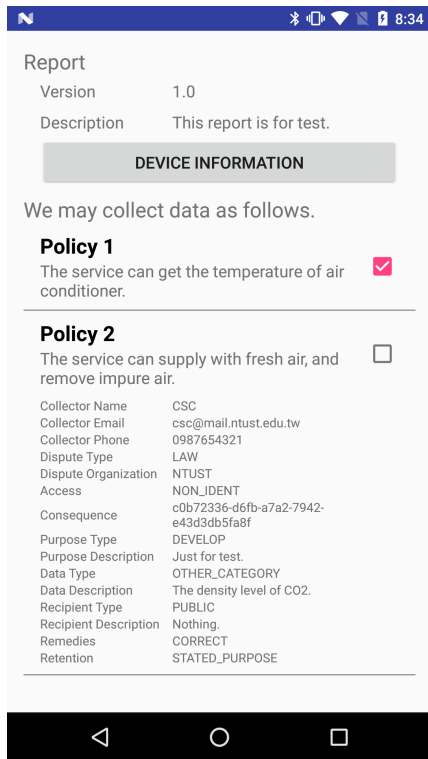 8:34
Report
Version 1.0
Description This report is for test.
DEVICE INFORMATION
We may collect data as follows.
Policy 1
The service can get the temperature of air
conditioner.
Policy 2
The service can supply with fresh air, and
remove impure air.
Collector Name CSC
Collector Email csc@mail.ntust.edu.tw
Collector Phone 0987654321
Dispute Type LAW
Dispute Organization NTUST
Access NON_IDENT
Consequence c0b72336-d6fb-a7a2-7942-
e43d3db5fa8f
Purpose Type DEVELOP
Purpose Description Just for test.
Data Type OTHER_CATEGORY
Data Description The density level of CO2.
Recipient Type PUBLIC
Recipient Description Nothing.
Remedies CORRECT
Retention STATED_PURPOSE